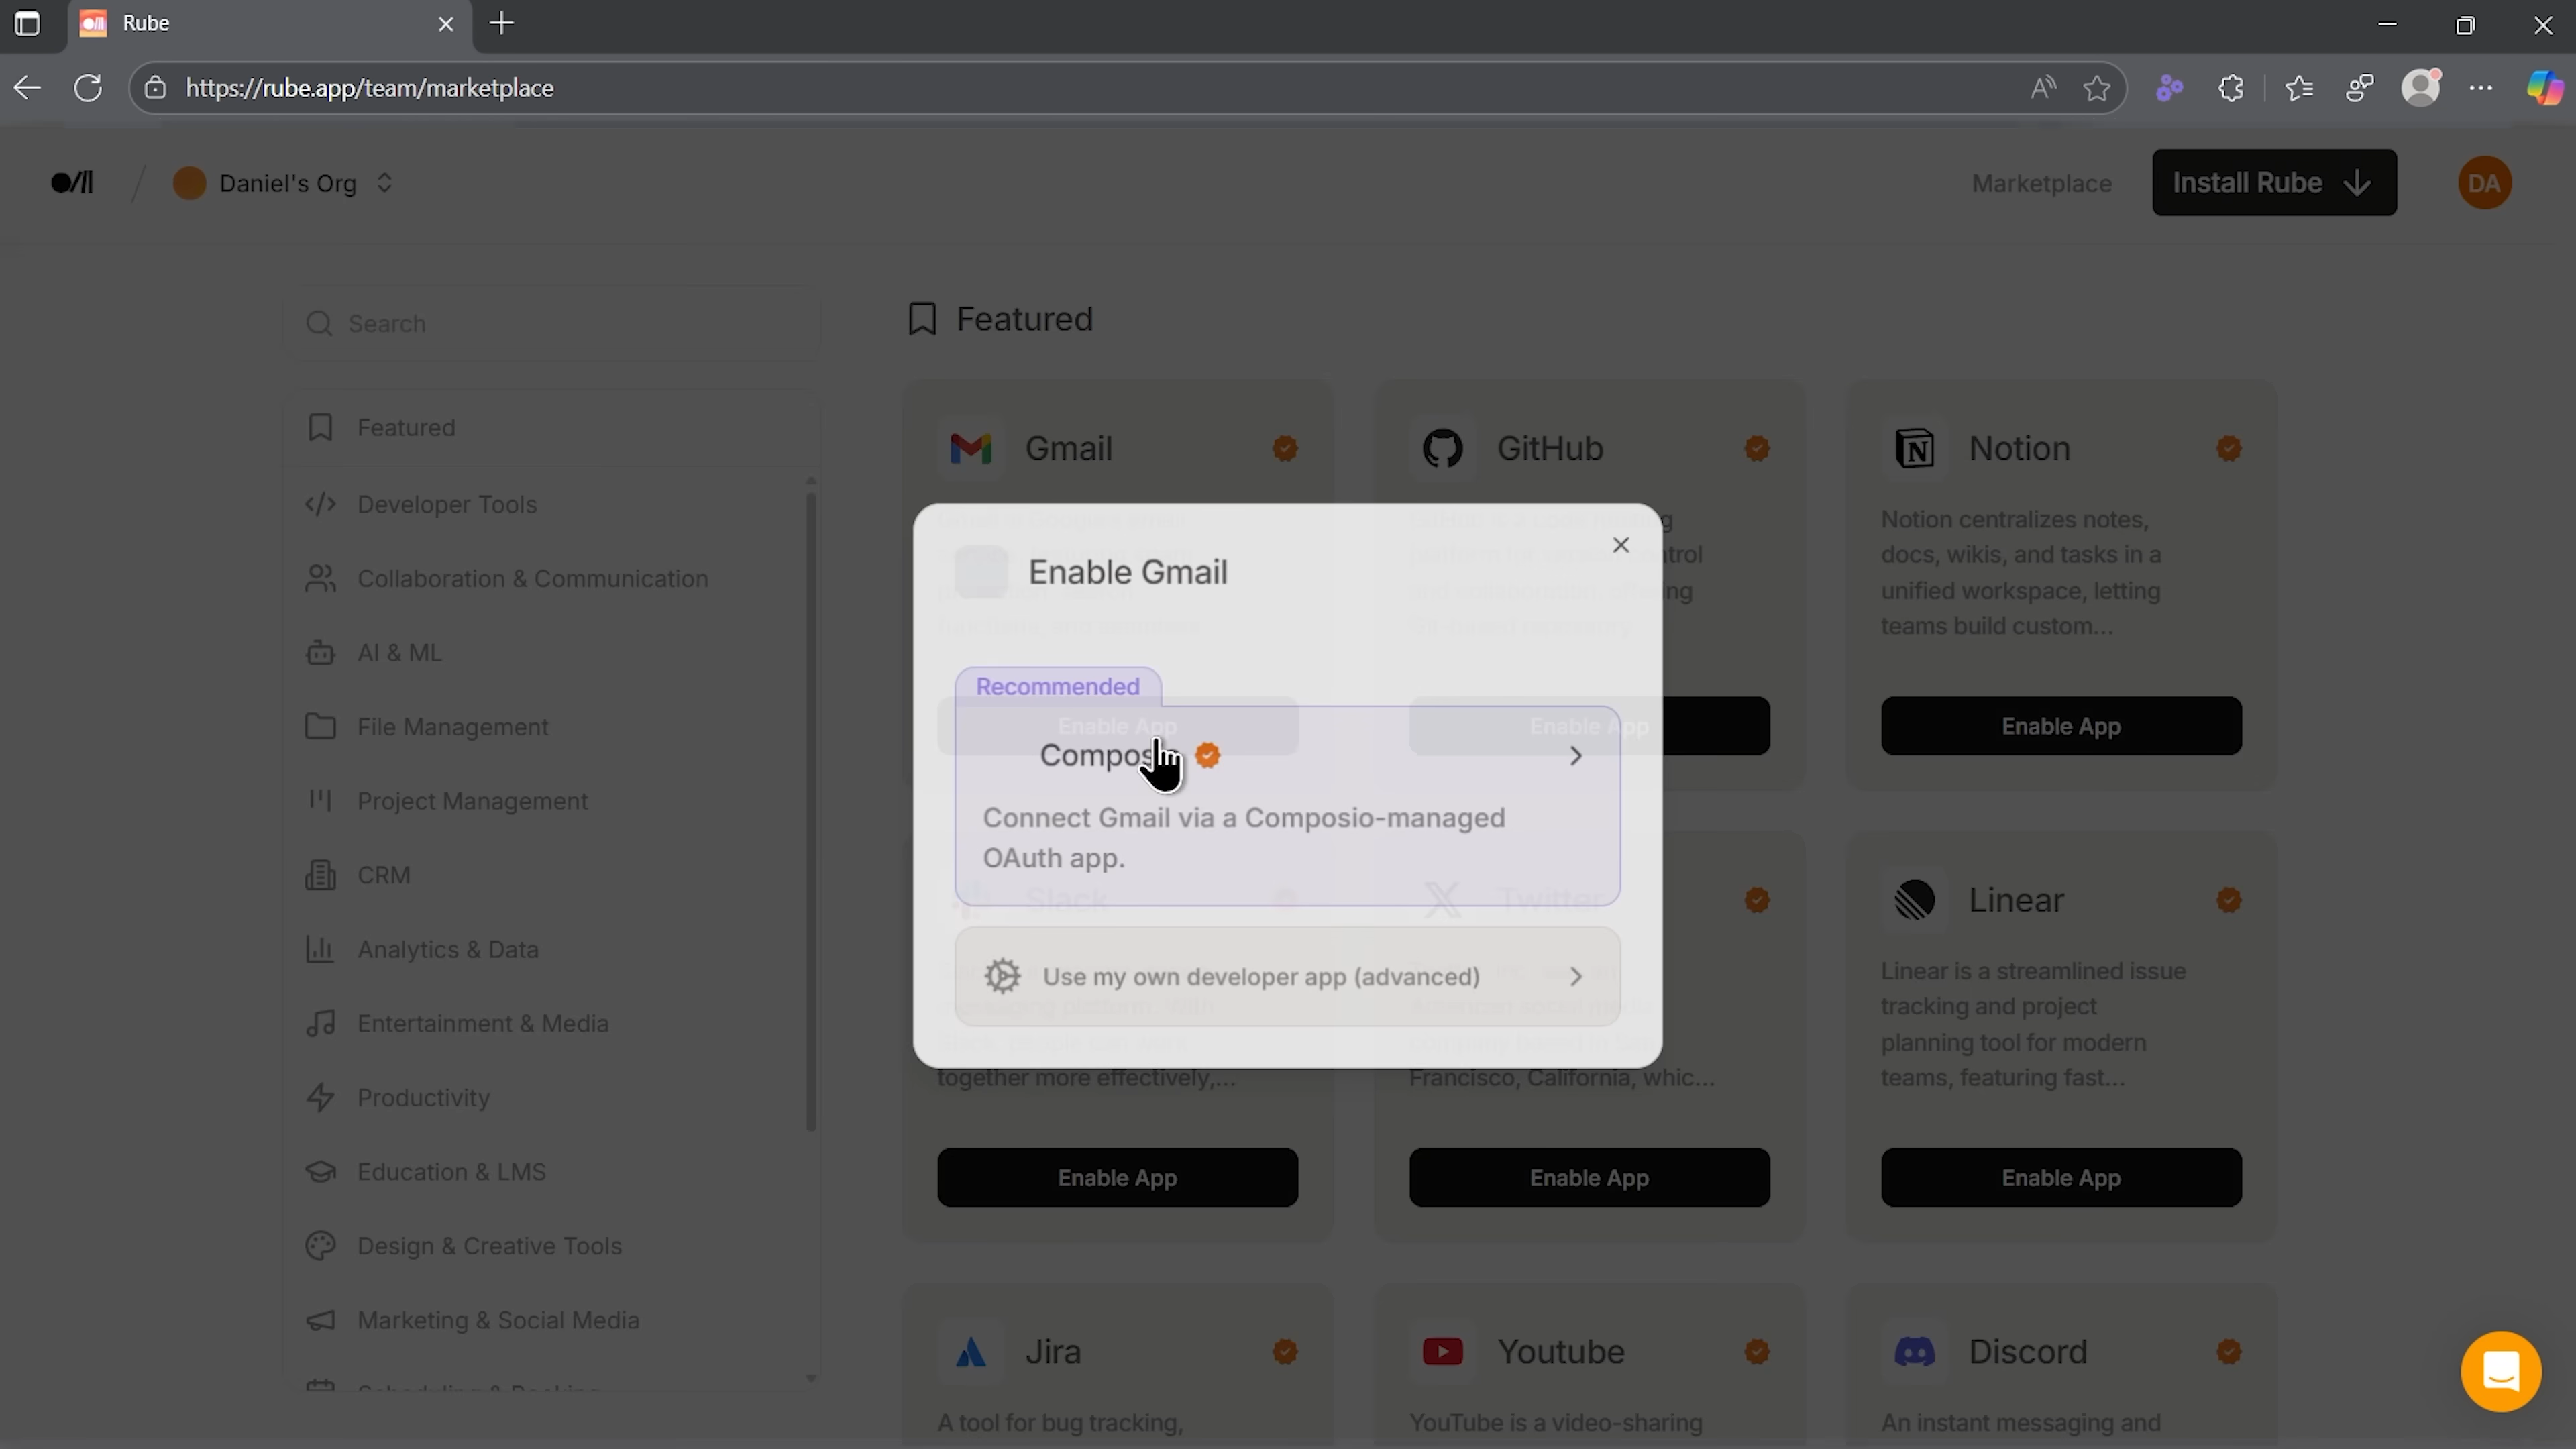 Rube
https://rube.app/team/marketplace
Daniel's Org
Marketplace
Install Rube
DA
Search
Featured
Developer Tools
Collaboration & Communication
AI & ML
File Management
Project Management
CRM
Analytics & Data
Entertainment & Media
Productivity
Education & LMS
Design & Creative Tools
Marketing & Social Media
Featured
Gmail
GitHub
Notion
Notion centralizes notes,
docs, wikis, and tasks in a
unified workspace, letting
teams build custom...
Enable App
Enable App
Enable App
Enable Gmail
Recommended
Connect Gmail via a Composio-managed
OAuth app.
Use my own developer app (advanced)
Slack
Twitter
Linear
together more effectively,...
Francisco, California, whic...
Linear is a streamlined issue
tracking and project
planning tool for modern
teams, featuring fast...
Enable App
Enable App
Enable App
Jira
Youtube
Discord
A tool for bug tracking,
YouTube is a video-sharing
An instant messaging and